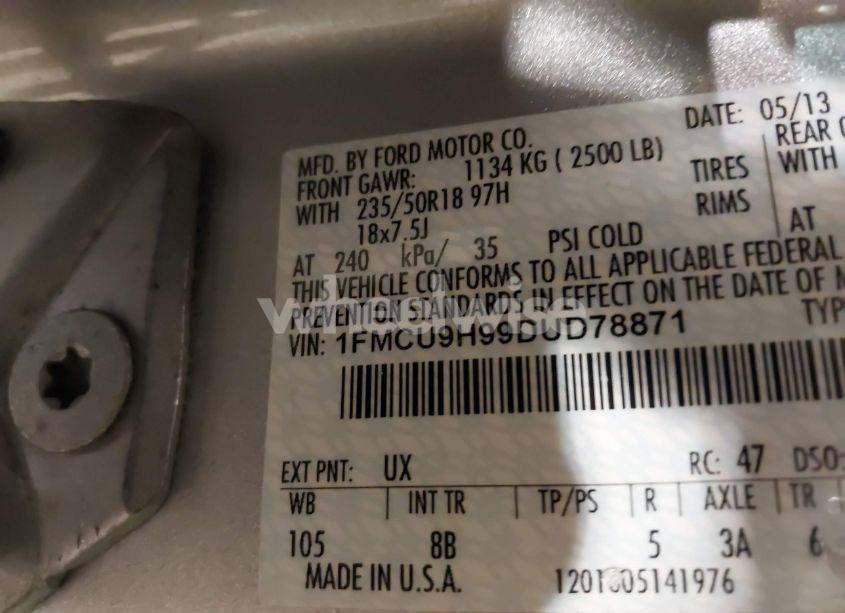 DATE: 05/13
MFD. BY FORD MOTOR CO.
FRONT GAWR: 1134 KG ( 2500 LB) REAR
WITH 235/50R18 97H TIRES WITH
18x7.5J RIMS
AT 240 kPa/ 35 PSI COLD AT
THIS VEHICLE CONFORMS TO ALL APPLICABLE FEDERAL
PREVENTION STANDARDS IN EFFECT ON THE DATE OF M
VIN: 1FMCU9H99DUD78871 TYP
EXT PNT: UX RC: 47 DSO:
WB INT TR TP/PS R AXLE TR
105 8B 5 3A 6
MADE IN U.S.A. 1201305141976